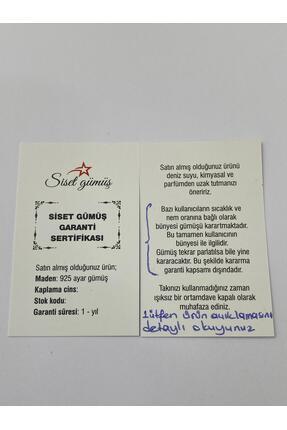 Siset gümüş
SİSET GÜMÜŞ
GARANTİ
SERTİFİKASI
Satın almış olduğunuz ürün;
Maden: 925 ayar gümüş
Kaplama cins:
Stok kodu:
Garanti süresi: 1 - yıl
Satın almış olduğunuz ürünü
deniz suyu, kimyasal ve
parfümden uzak tutmanızı
öneririz.
Bazı kullanıcıların sıcaklık ve
nem oranına bağlı olarak
bünyesi gümüşü karartmaktadır.
Bu tamamen kullanıcının
bünyesi ile ilgilidir.
Gümüş tekrar parlatılsa bile yine
kararacaktır. Bu şekilde kararma
garanti kapsamı dışındadır.
Takınızı kullanmadığınız zaman
ışıksız bir ortamdave kapalı olarak
muhafaza ediniz.
Lütfen ürün açıklamasını
detaylı okuyunuz